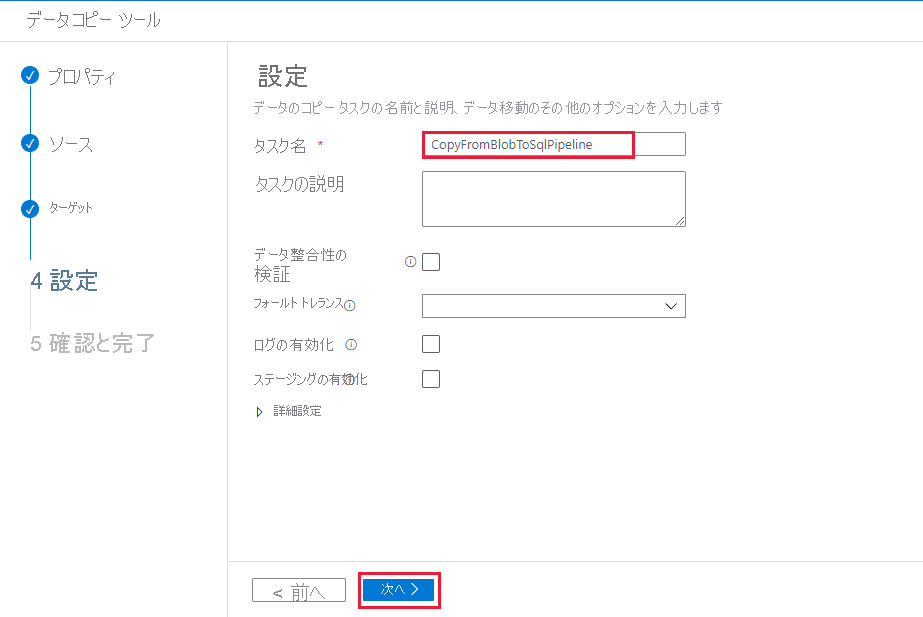 データコピー ツール
プロパティ
ソース
ターゲット
4 設定
5 確認と完了
設定
データのコピー タスクの名前と説明、データ移動のその他のオプションを入力します
タスク名 *
CopyFromBlobToSqlPipeline
タスクの説明
データ整合性の
検証
フォールト トレランス
ログの有効化
ステージングの有効化
詳細設定
< 前へ
次へ >